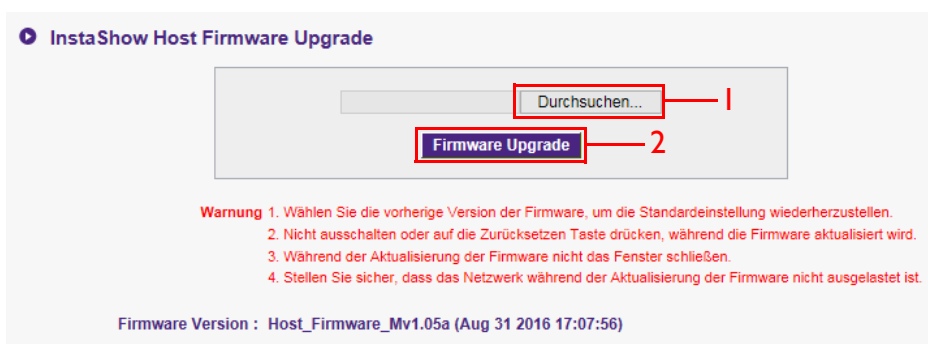 InstaShow Host Firmware Upgrade
Durchsuchen... 1
Firmware Upgrade 2
Warnung 1. Wählen Sie die vorherige Version der Firmware, um die Standardeinstellung wiederherzustellen.
2. Nicht ausschalten oder auf die Zurücksetzen Taste drücken, während die Firmware aktualisiert wird.
3. Während der Aktualisierung der Firmware nicht das Fenster schließen.
4. Stellen Sie sicher, dass das Netzwerk während der Aktualisierung der Firmware nicht ausgelastet ist.
Firmware Version : Host_Firmware_Mv1.05a (Aug 31 2016 17:07:56)